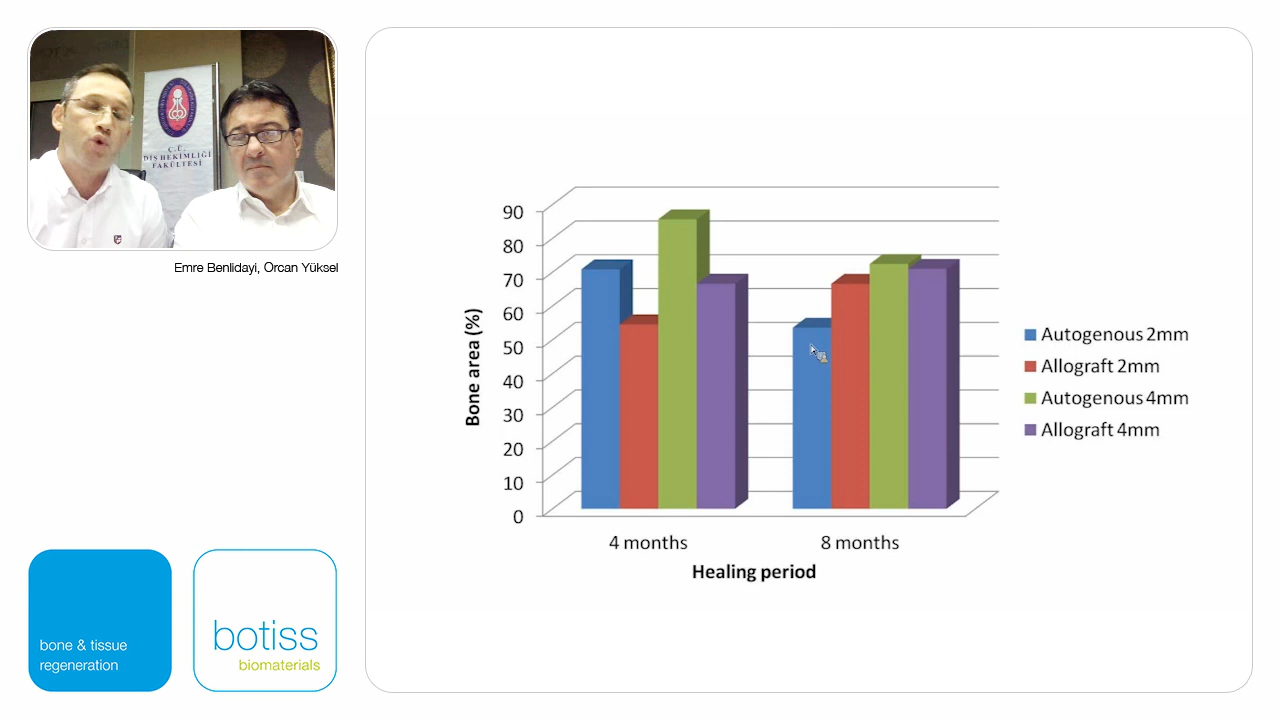 C.Ü.
DİŞ HEKİMLİĞİ
FAKÜLTESİ
Emre Benlidayi, Orcan Yüksel
bone & tissue
regeneration
botiss
biomaterials
Bone area (%)
90
80
70
60
50
40
30
20
10
0
4 months
8 months
Healing period
Autogenous 2mm
Allograft 2mm
Autogenous 4mm
Allograft 4mm